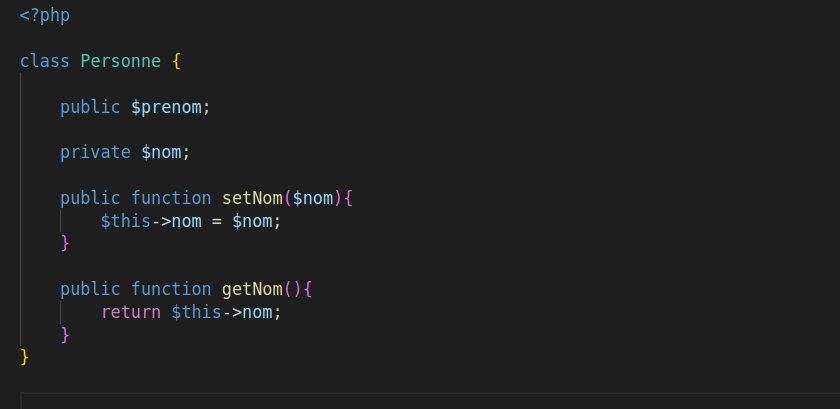 <?php
class Personne {
public $prenom;
private $nom;
public function setNom($nom){
$this->nom = $nom;
}
public function getNom(){
return $this->nom;
}
}